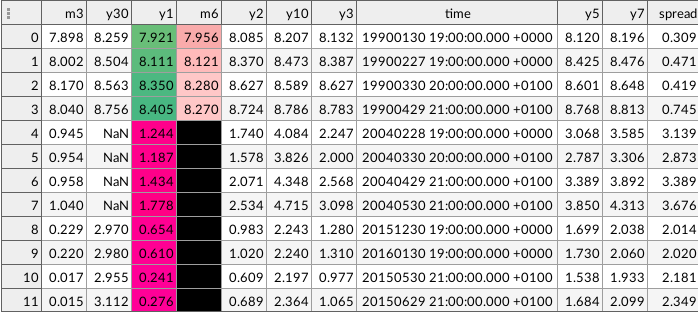 m3 y30 y1 m6 y2 y10 y3 time y5 y7 spread
0 7.898 8.259 7.921 7.956 8.085 8.207 8.132 19900130 19:00:00.000 +0000 8.120 8.196 0.309
1 8.002 8.504 8.111 8.121 8.370 8.473 8.387 19900227 19:00:00.000 +0000 8.425 8.476 0.471
2 8.170 8.563 8.350 8.280 8.627 8.589 8.627 19900330 20:00:00.000 +0100 8.601 8.648 0.419
3 8.040 8.756 8.405 8.270 8.724 8.786 8.783 19900429 21:00:00.000 +0100 8.768 8.813 0.745
4 0.945 NaN 1.244 1.740 4.084 2.247 20040228 19:00:00.000 +0000 3.068 3.585 3.139
5 0.954 NaN 1.187 1.578 3.826 2.000 20040330 20:00:00.000 +0100 2.787 3.306 2.873
6 0.958 NaN 1.434 2.071 4.348 2.568 20040429 21:00:00.000 +0100 3.389 3.892 3.389
7 1.040 NaN 1.778 2.534 4.715 3.098 20040530 21:00:00.000 +0100 3.850 4.313 3.676
8 0.229 2.970 0.654 0.983 2.243 1.280 20151230 19:00:00.000 +0000 1.699 2.038 2.014
9 0.220 2.980 0.610 1.020 2.240 1.310 20160130 19:00:00.000 +0000 1.730 2.060 2.020
10 0.017 2.955 0.241 0.609 2.197 0.977 20150530 21:00:00.000 +0100 1.538 1.933 2.181
11 0.015 3.112 0.276 0.689 2.364 1.065 20150629 21:00:00.000 +0100 1.684 2.099 2.349